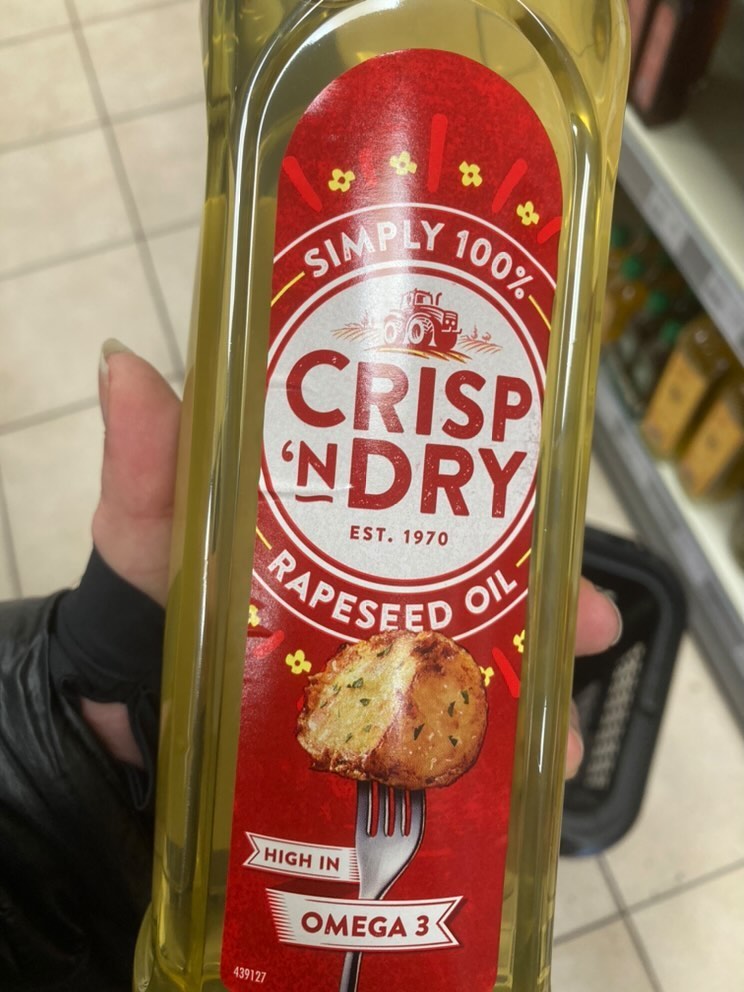 SIMPLY 100%
CRISP
'N DRY
EST. 1970
RAPESEED OIL
HIGH IN
OMEGA 3
439127